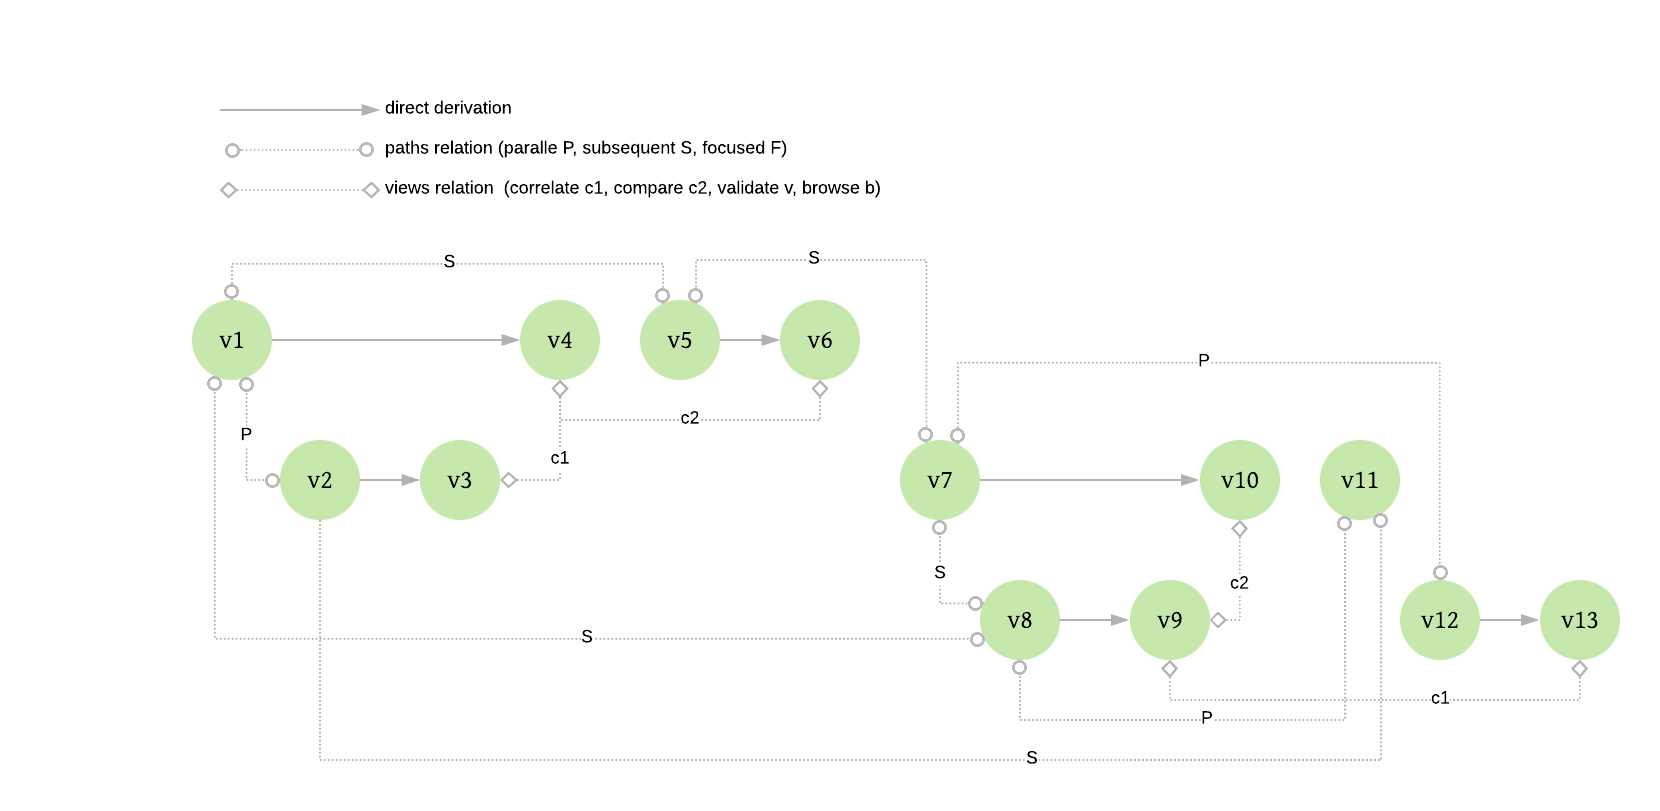 direct derivation
paths relation (paralle P, subsequent S, focused F)
views relation (correlate c1, compare c2, validate v, browse b)
S
S
v1
v4
v5
v6
P
c2
P
c1
v2
v3
v7
v10
v11
S
c2
v8
v9
v12
v13
S
c1
P
S